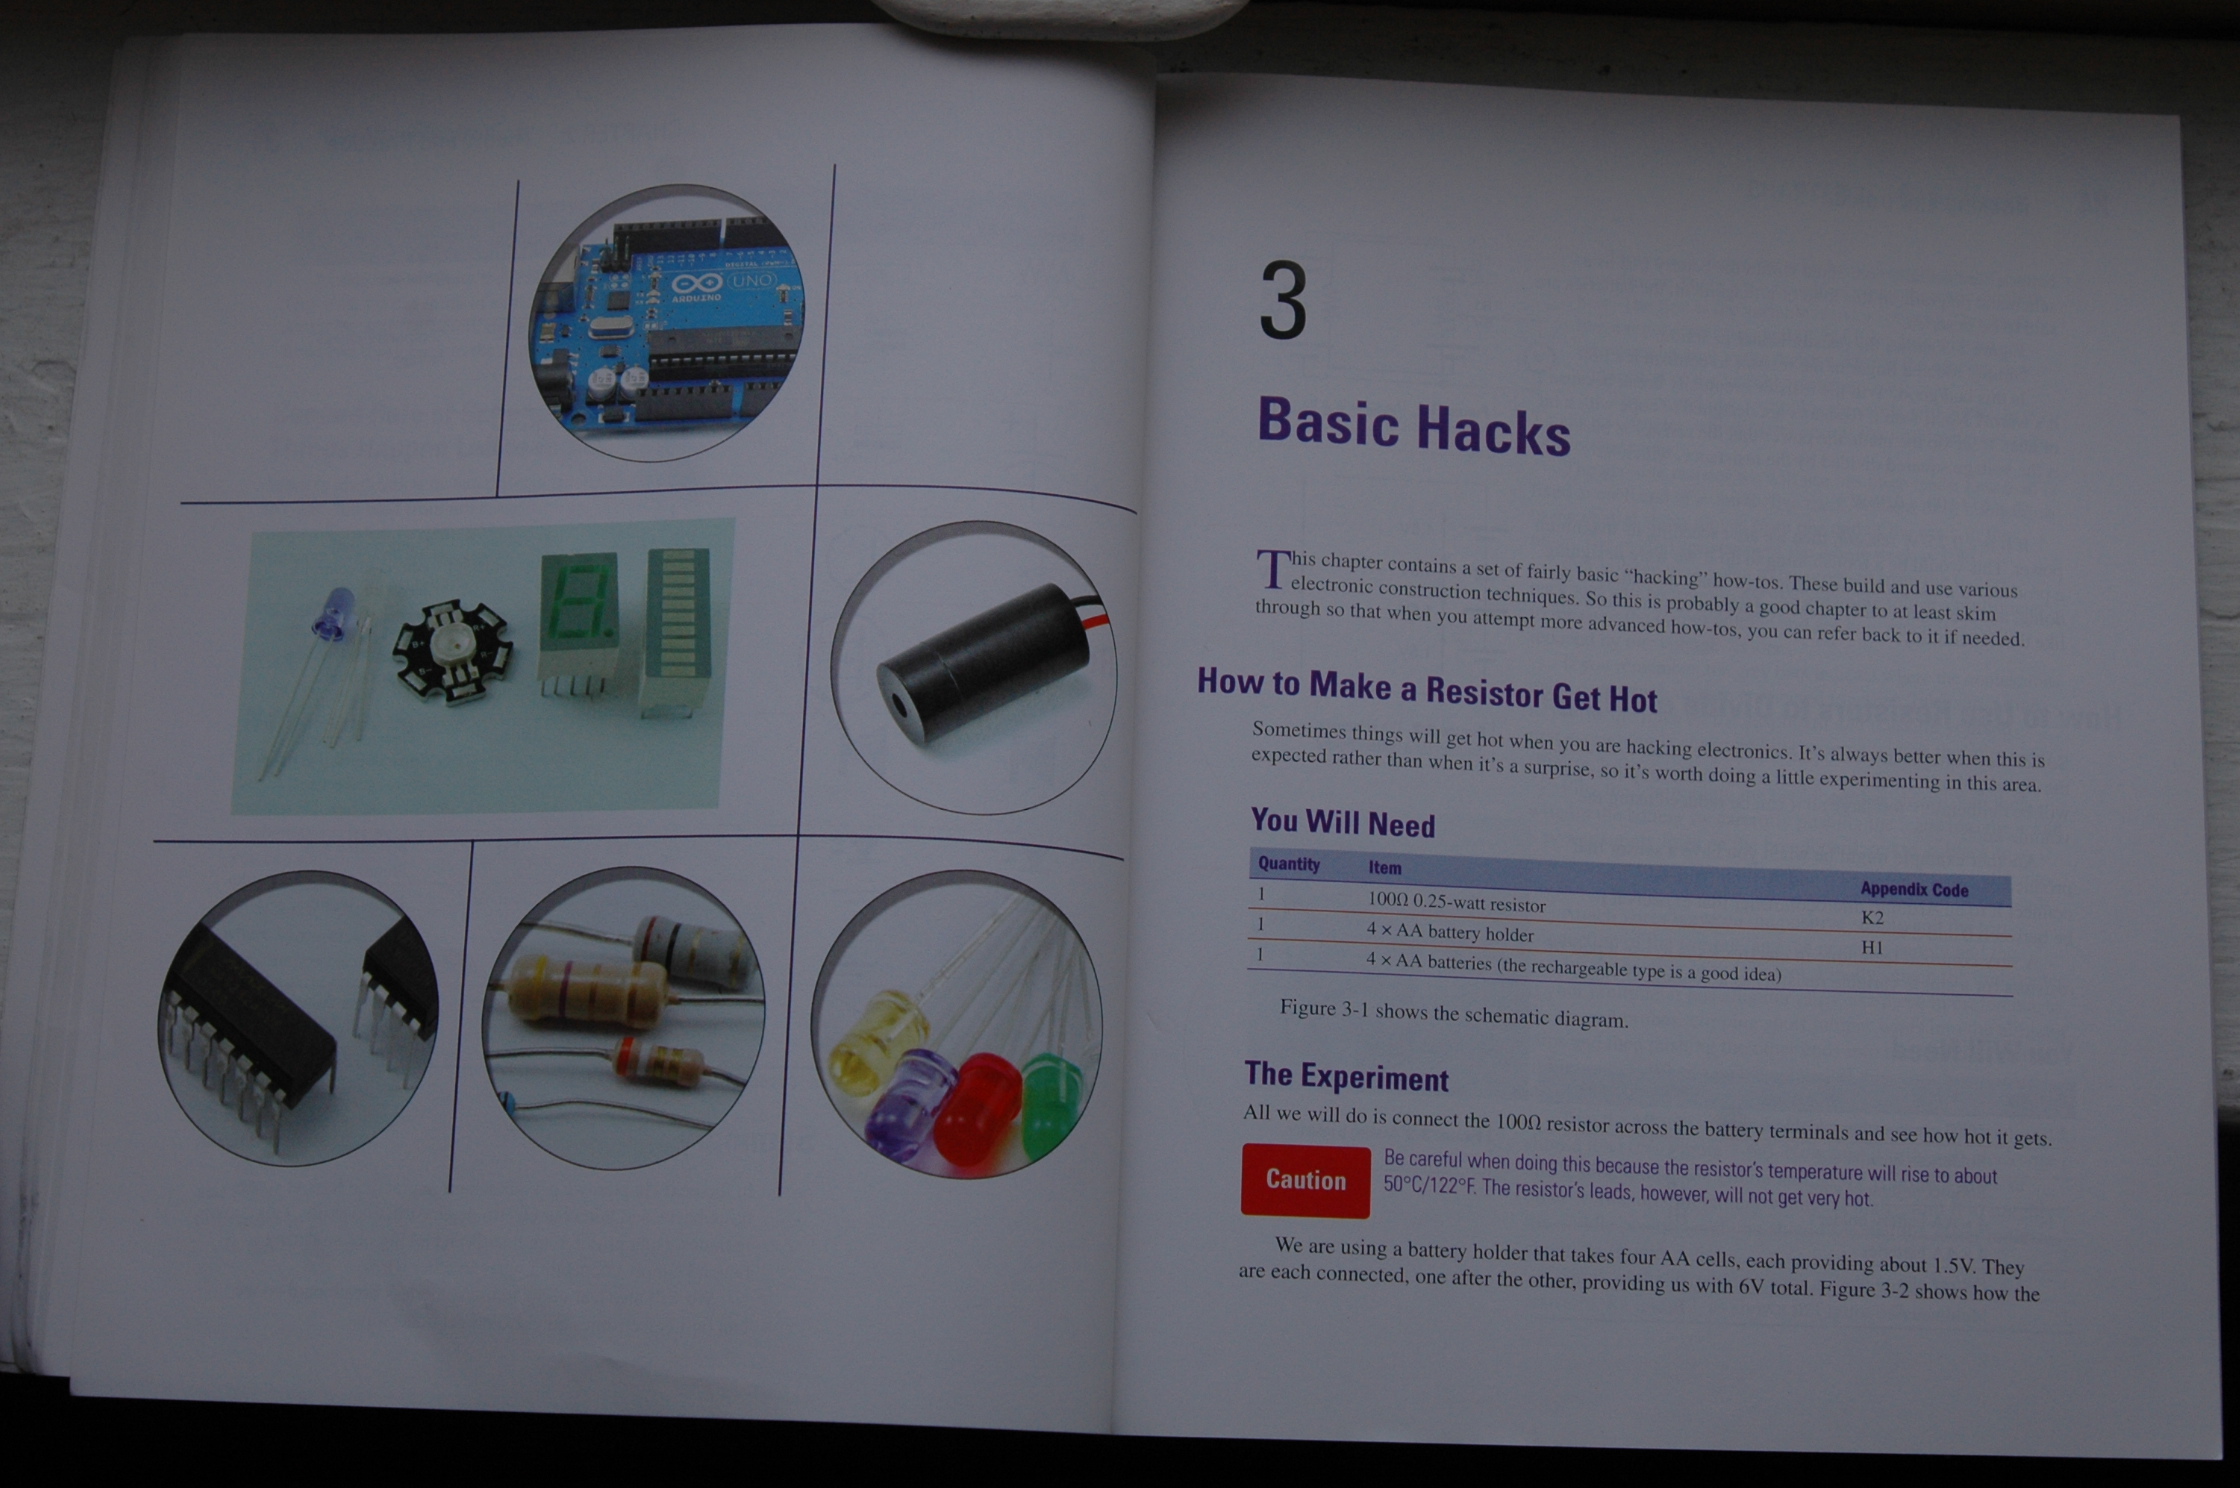 ARDUINO
UNO
3
Basic Hacks
This chapter contains a set of fairly basic “hacking” how-tos. These build and use various
electronic construction techniques. So this is probably a good chapter to at least skim
through so that when you attempt more advanced how-tos, you can refer back to it if needed.
How to Make a Resistor Get Hot
Sometimes things will get hot when you are hacking electronics. It’s always better when this is
expected rather than when it’s a surprise, so it’s worth doing a little experimenting in this area.
You Will Need
Quantity Item Appendix Code
1 100Ω 0.25-watt resistor K2
1 4 × AA battery holder H1
1 4 × AA batteries (the rechargeable type is a good idea)
Figure 3-1 shows the schematic diagram.
The Experiment
All we will do is connect the 100Ω resistor across the battery terminals and see how hot it gets.
Caution
Be careful when doing this because the resistor’s temperature will rise to about
50°C/122°F. The resistor’s leads, however, will not get very hot.
We are using a battery holder that takes four AA cells, each providing about 1.5V. They
are each connected, one after the other, providing us with 6V total. Figure 3-2 shows how the